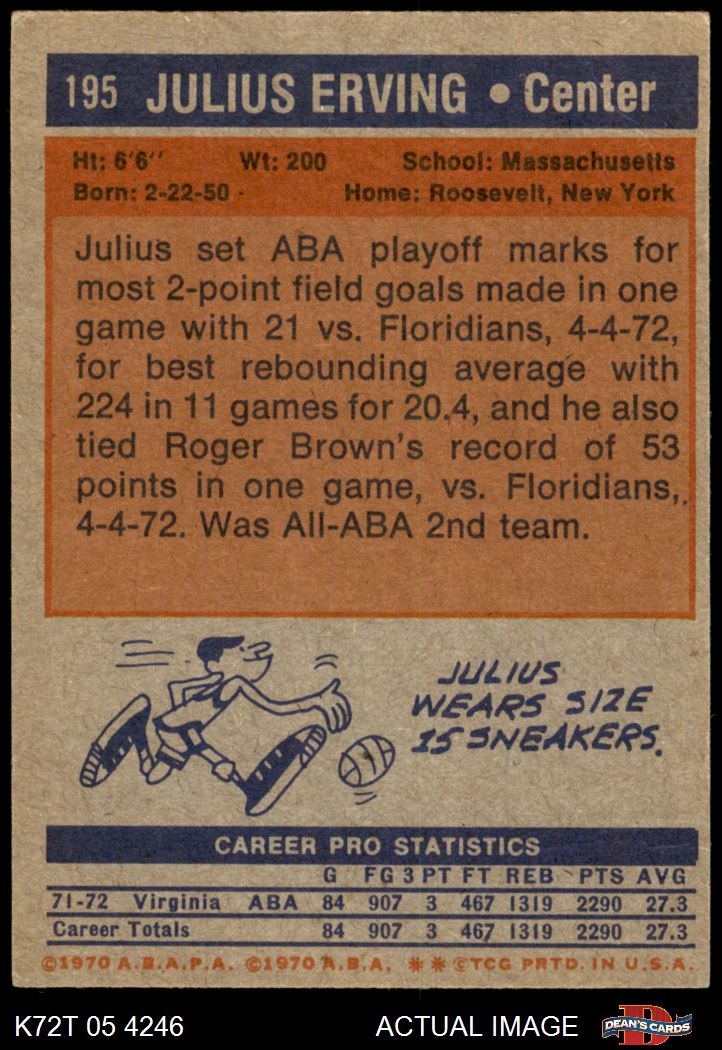 195 JULIUS ERVING • Center
Ht: 6'6" Wt: 200 School: Massachusetts
Born: 2-22-50 Home: Roosevelt, New York
Julius set ABA playoff marks for
most 2-point field goals made in one
game with 21 vs. Floridians, 4-4-72,
for best rebounding average with
224 in 11 games for 20.4, and he also
tied Roger Brown's record of 53
points in one game, vs. Floridians,
4-4-72. Was All-ABA 2nd team.
JULIUS
WEARS SIZE
15 SNEAKERS.
CAREER PRO STATISTICS
G FG 3 PT FT REB PTS AVG
71-72 Virginia ABA 84 907 3 467 1319 2290 27.3
Career Totals 84 907 3 467 1319 2290 27.3
©1970 A.B.A.P.A. ©1970 A.B.A. ** ©TCG PRTD. IN U.S.A.
K72T 05 4246 ACTUAL IMAGE D DEAN'S CARDS